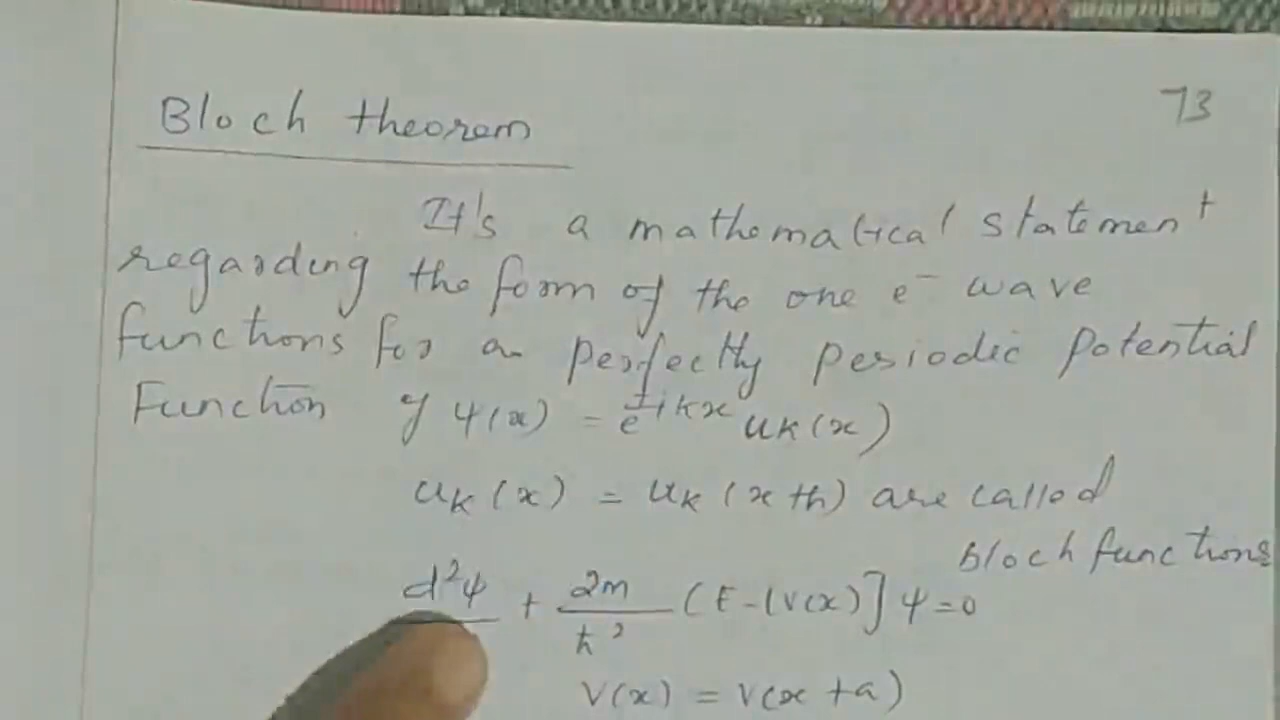 Bloch theorem
73
It's a mathematical statement
regarding the form of the one e⁻ wave
functions for a perfectly periodic potential
Function if ψ(x) = e^±ikx uK(x)
uK(x) = uK(x+h) are called
bloch functions
d²ψ + 2m/ħ² (E-(V(x)] ψ=0
V(x) = V(x+a)